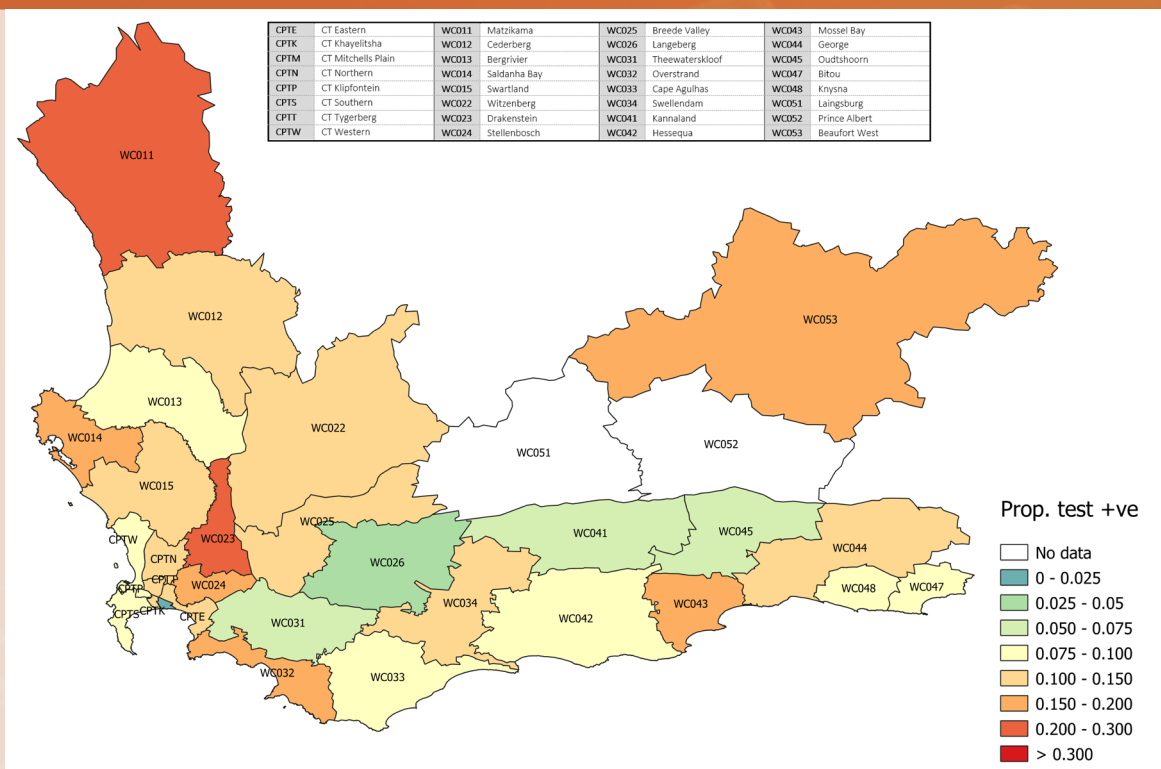 CPTE CT Eastern WC011 Matzikama WC025 Breede Valley WC043 Mossel Bay
CPTK CT Khayelitsha WC012 Cederberg WC026 Langeberg WC044 George
CPTM CT Mitchells Plain WC013 Bergrivier WC031 Theewaterskloof WC045 Oudtshoorn
CPTN CT Northern WC014 Saldanha Bay WC032 Overstrand WC047 Bitou
CPTP CT Klipfontein WC015 Swartland WC033 Cape Agulhas WC048 Knysna
CPTS CT Southern WC022 Witzenberg WC034 Swellendam WC051 Laingsburg
CPTT CT Tygerberg WC023 Drakenstein WC041 Kannaland WC052 Prince Albert
CPTW CT Western WC024 Stellenbosch WC042 Hessequa WC053 Beaufort West
WC011
WC012
WC053
WC013
WC022
WC014
WC052
WC051
WC015
WC025
CPTW
WC023
WC041
WC045
WC044
CPTN
WC026
WC024
CPTP
WC048
WC047
CPTS
CPTK
CPTE
WC034
WC043
WC031
WC042
WC032
WC033
Prop. test +ve
No data
0 - 0.025
0.025 - 0.05
0.050 - 0.075
0.075 - 0.100
0.100 - 0.150
0.150 - 0.200
0.200 - 0.300
> 0.300